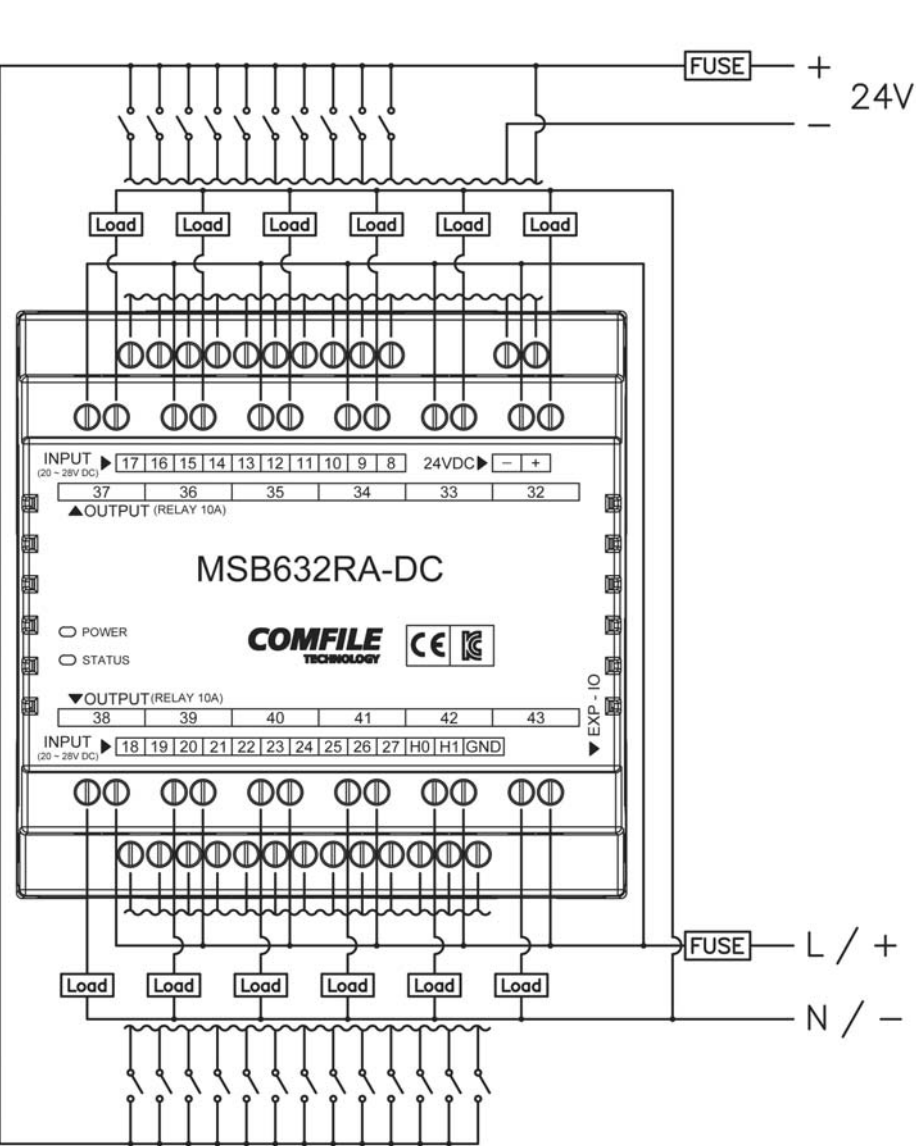 FUSE +
24V
−
Load Load Load Load Load Load
INPUT ▶ 17 16 15 14 13 12 11 10 9 8 24VDC ▶ − +
(20 ~ 28V DC)
37 36 35 34 33 32
▲OUTPUT (RELAY 10A)
MSB632RA-DC
POWER
STATUS
COMFILE
TECHNOLOGY
CE
▼OUTPUT (RELAY 10A)
38 39 40 41 42 43
INPUT ▶ 18 19 20 21 22 23 24 25 26 27 H0 H1 GND
(20 ~ 28V DC)
▼ EXP - IO
FUSE L / +
Load Load Load Load Load Load
N / −